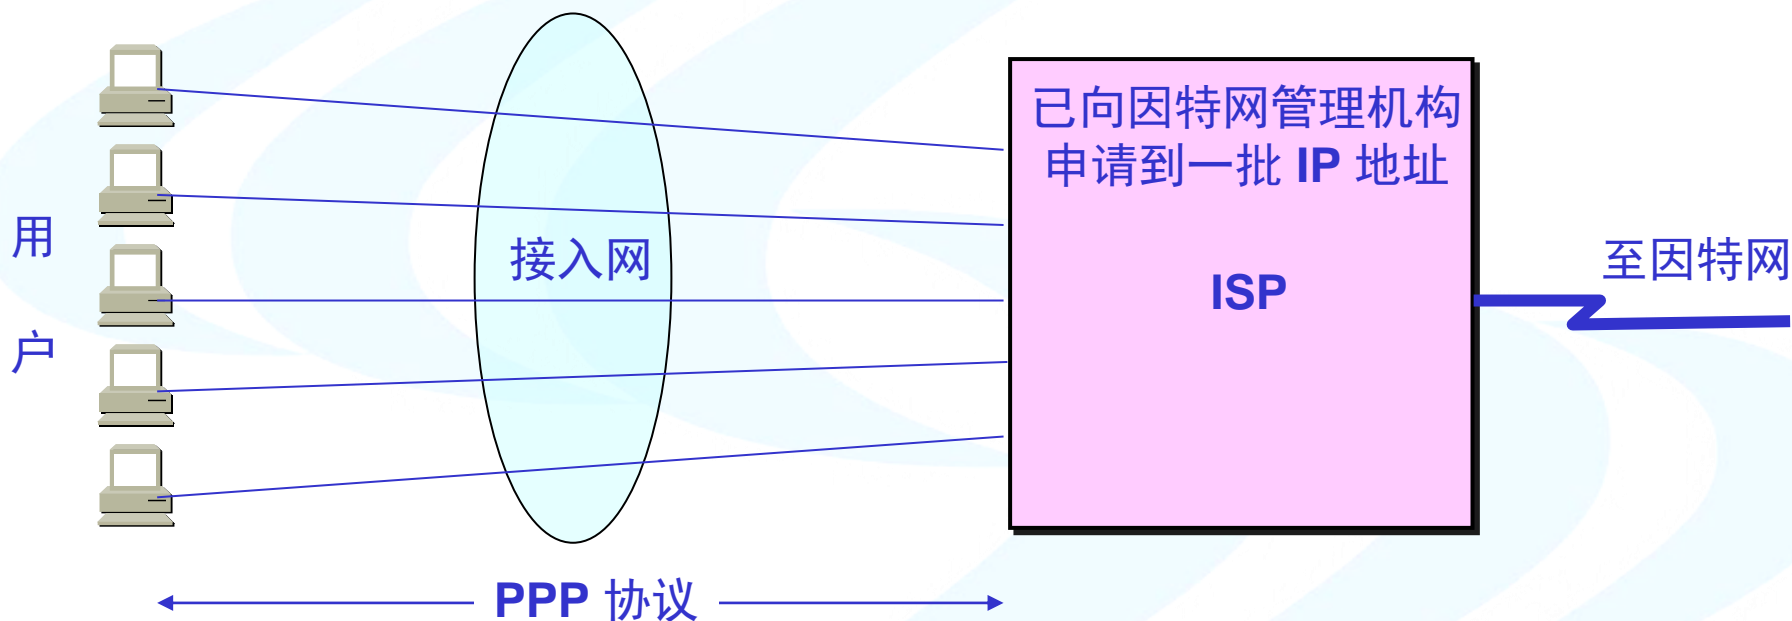 用
户
接入网
已向因特网管理机构
申请到一批 IP 地址
ISP
至因特网
PPP 协议